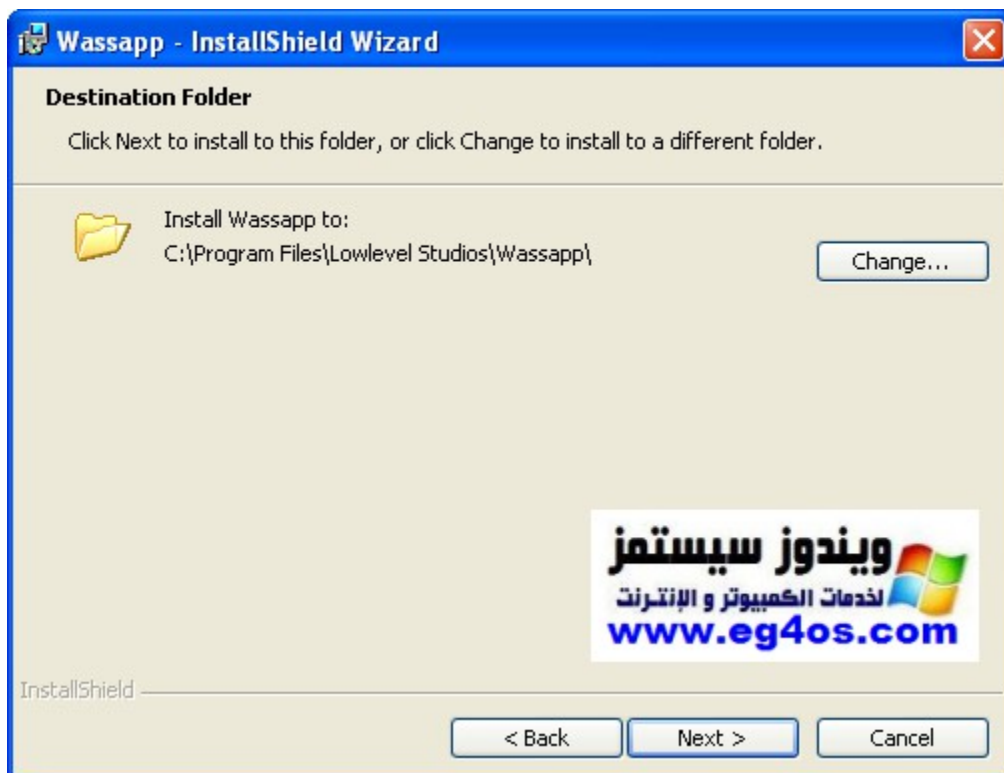 Wassapp - InstallShield Wizard
Destination Folder
Click Next to install to this folder, or click Change to install to a different folder.
Install Wassapp to:
C:\Program Files\Lowlevel Studios\Wassapp\
Change...
ويندوز سيستمز
لخدمات الكمبيوتر و الإنترنت
www.eg4os.com
InstallShield
< Back
Next >
Cancel